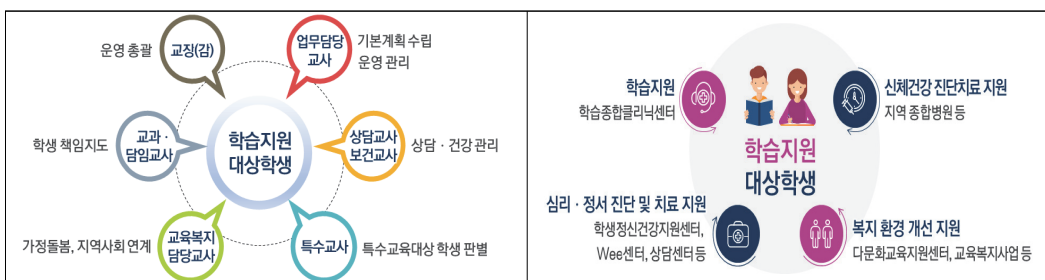 운영 총괄
교장(감)
업무담당
교사
기본계획 수립
운영 관리
학생 책임지도
교과·
담임교사
학습지원
대상학생
상담교사
보건교사
상담 · 건강 관리
가정돌봄, 지역사회 연계
교육복지
담당교사
특수교사
특수교육대상 학생 판별
학습지원
학습종합클리닉센터
신체건강 진단치료 지원
지역 종합병원 등
학습지원
대상학생
심리 · 정서 진단 및 치료 지원
학생정신건강지원센터,
Wee센터, 상담센터 등
복지 환경 개선 지원
다문화교육지원센터, 교육복지사업 등